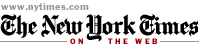 www.nytimes.com
The New York Times
ON THE WEB